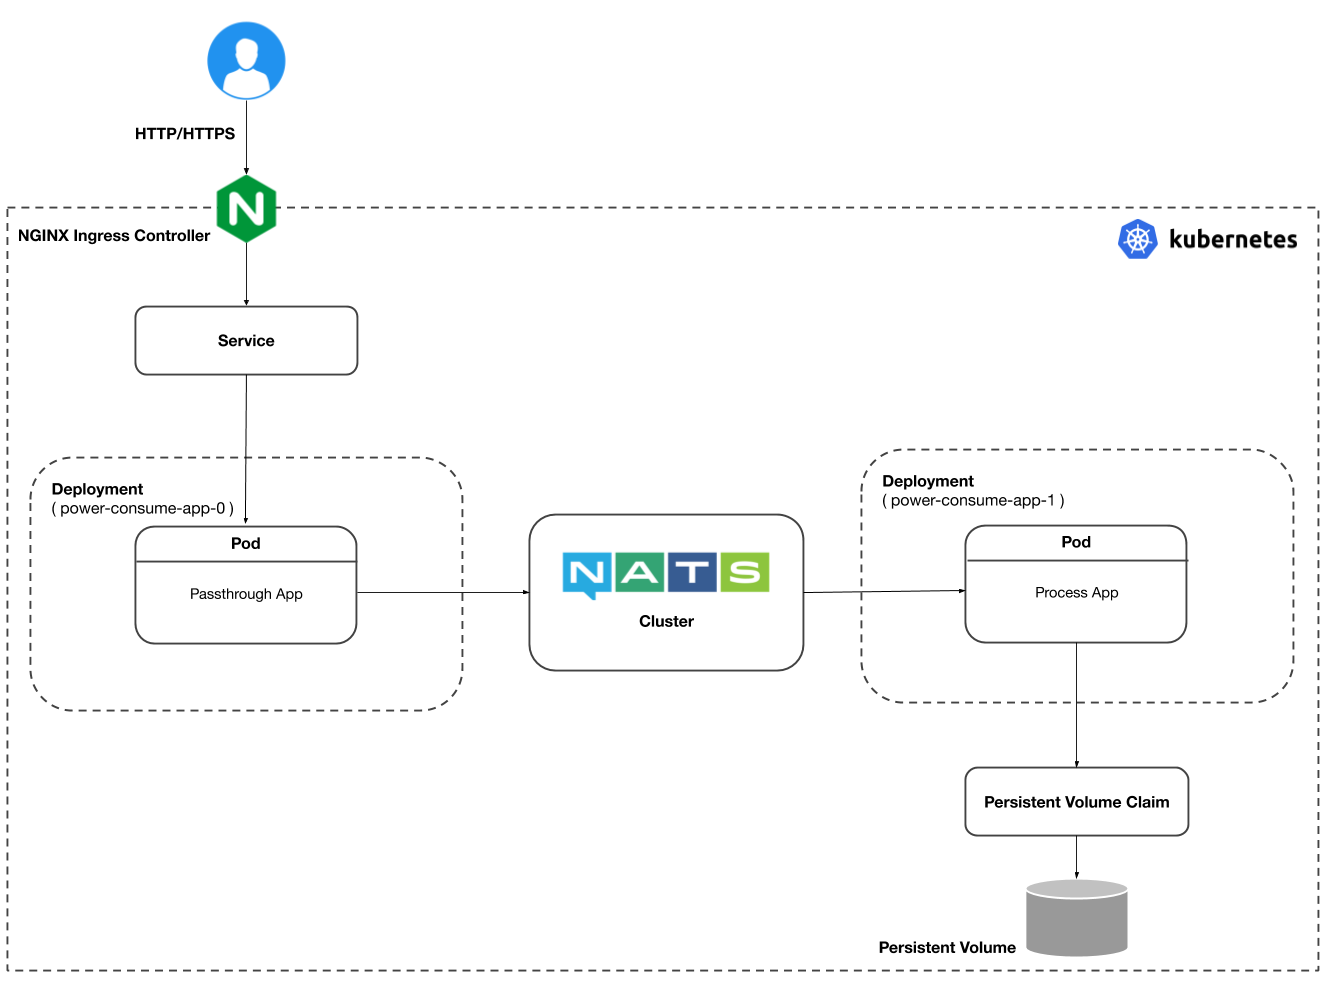 HTTP/HTTPS
N
NGINX Ingress Controller
kubernetes
Service
Deployment
( power-consume-app-0 )
Pod
Passthrough App
NATS
Cluster
Deployment
( power-consume-app-1 )
Pod
Process App
Persistent Volume Claim
Persistent Volume